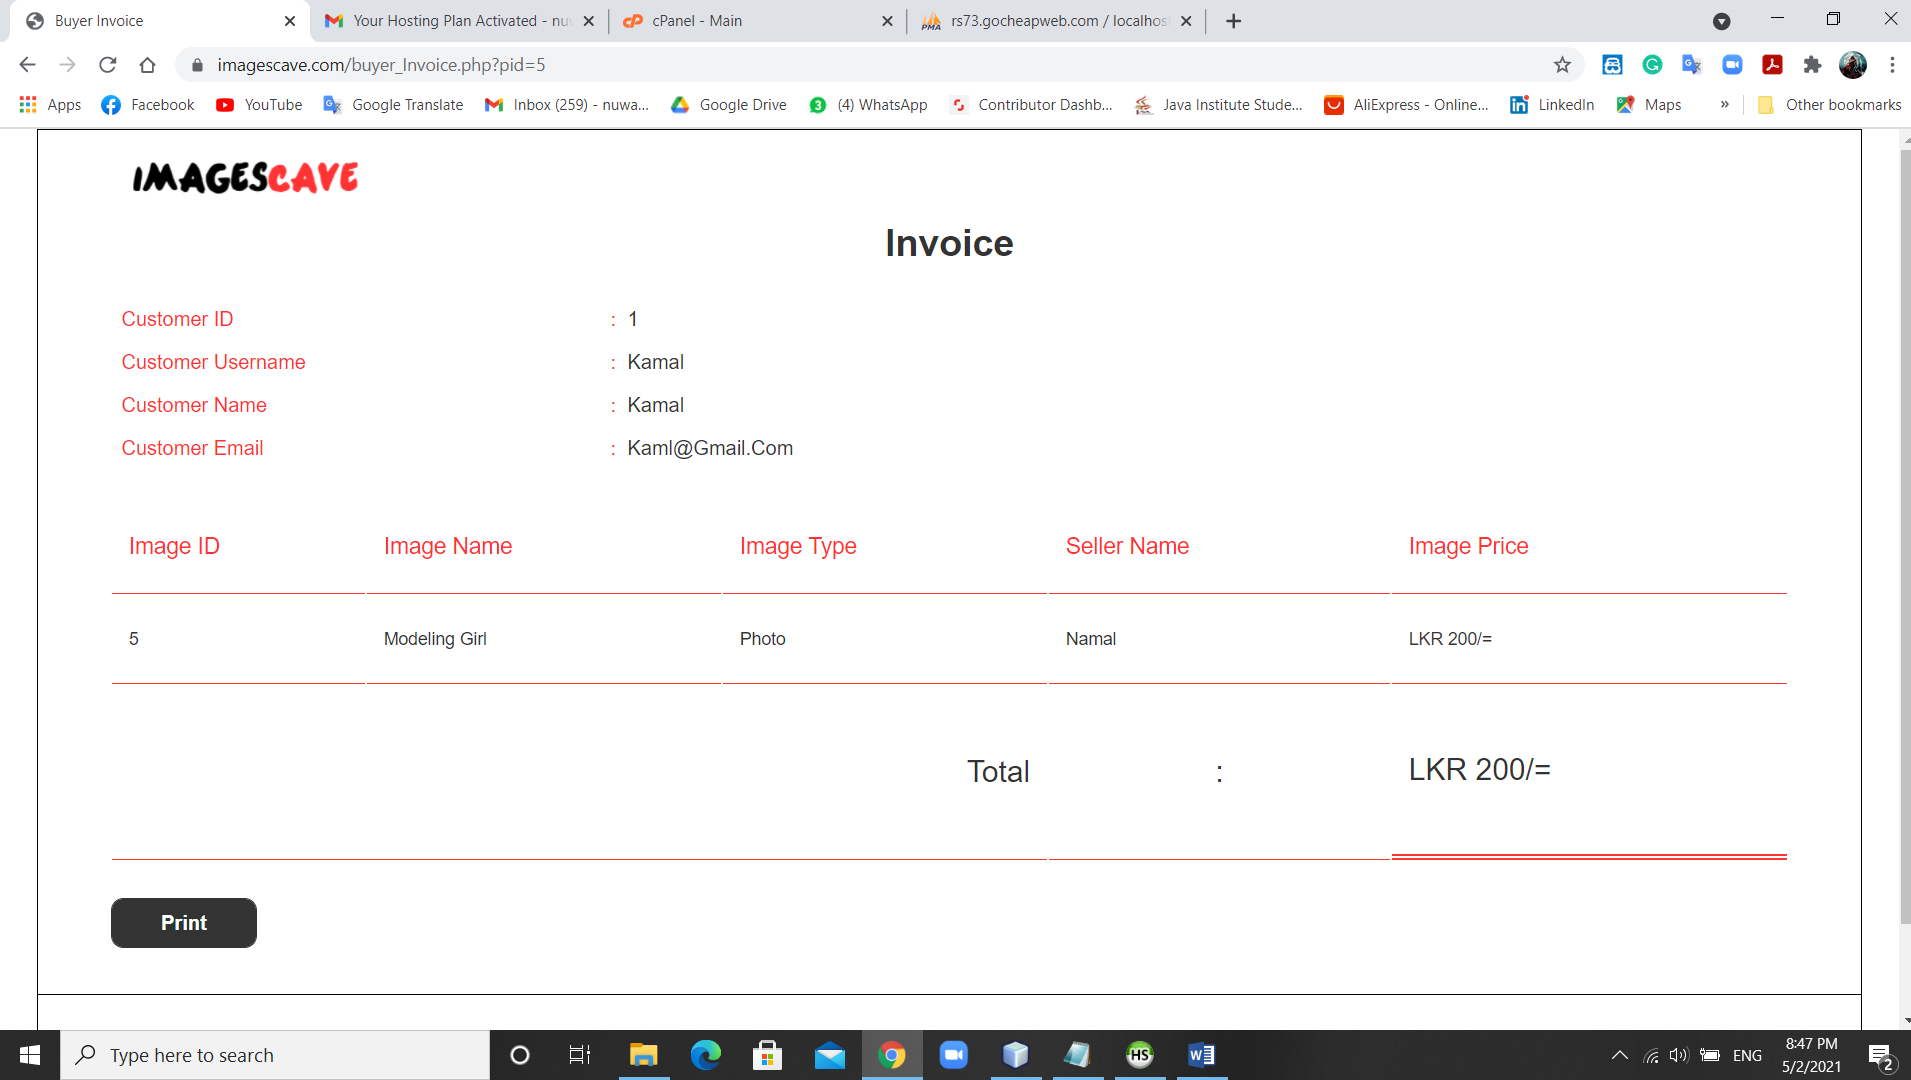 Buyer Invoice
Your Hosting Plan Activated - nu
cPanel - Main
rs73.gocheapweb.com / localhos
imagescave.com/buyer_Invoice.php?pid=5
Apps
Facebook
YouTube
Google Translate
Inbox (259) - nuwa...
Google Drive
3
(4) WhatsApp
Contributor Dashb...
Java Institute Stude...
AliExpress - Online...
LinkedIn
Maps
»
Other bookmarks
IMAGESCAVE
Invoice
Customer ID : 1
Customer Username : Kamal
Customer Name : Kamal
Customer Email : Kaml@Gmail.Com
Image ID Image Name Image Type Seller Name Image Price
5 Modeling Girl Photo Namal LKR 200/=
Total : LKR 200/=
Print
Type here to search
HS
ENG
8:47 PM
5/2/2021
2